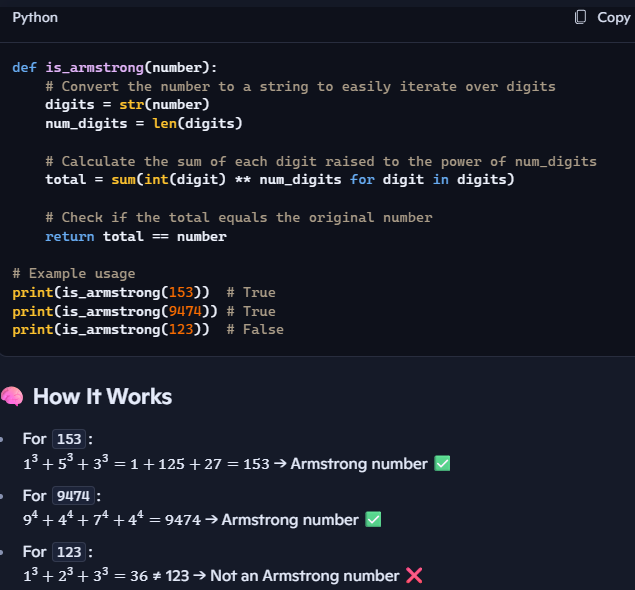 Python
Copy
def is_armstrong(number):
    # Convert the number to a string to easily iterate over digits
    digits = str(number)
    num_digits = len(digits)
    # Calculate the sum of each digit raised to the power of num_digits
    total = sum(int(digit) ** num_digits for digit in digits)
    # Check if the total equals the original number
    return total == number
# Example usage
print(is_armstrong(153))  # True
print(is_armstrong(9474)) # True
print(is_armstrong(123))  # False
🧠 How It Works
• For 153:
1³ + 5³ + 3³ = 1 + 125 + 27 = 153 → Armstrong number ✅
• For 9474:
9⁴ + 4⁴ + 7⁴ + 4⁴ = 9474 → Armstrong number ✅
• For 123:
1³ + 2³ + 3³ = 36 ≠ 123 → Not an Armstrong number ❌